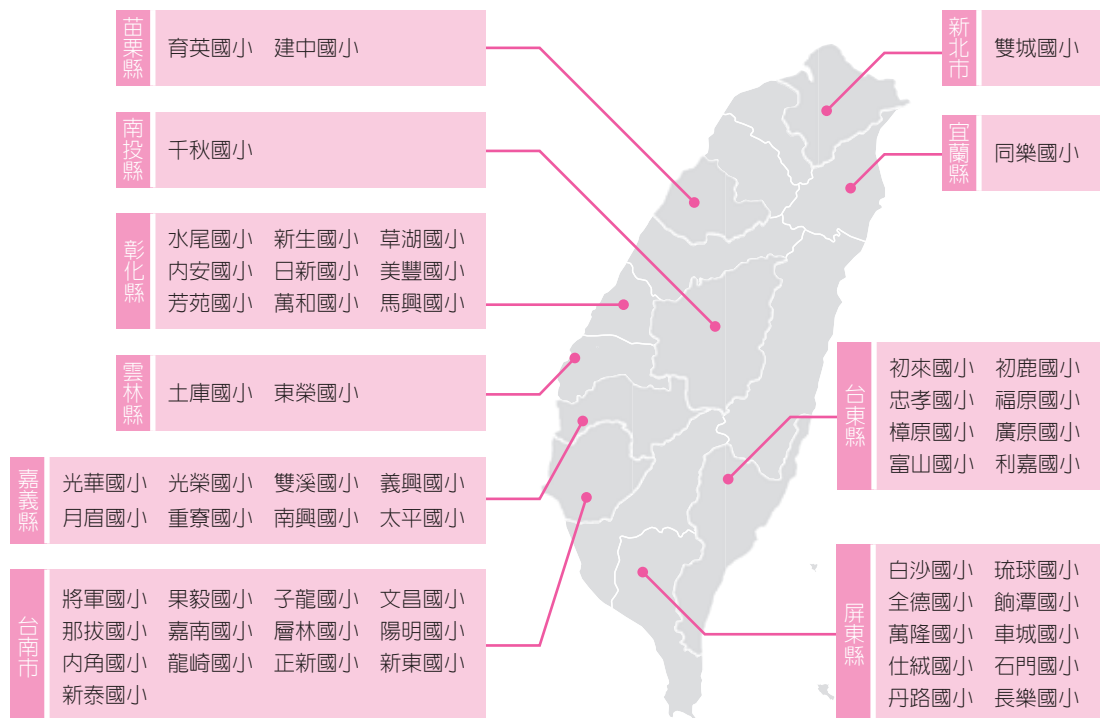 苗栗縣
育英國小 建中國小
南投縣
千秋國小
彰化縣
水尾國小 新生國小 草湖國小
內安國小 日新國小 美豐國小
芳苑國小 萬和國小 馬興國小
雲林縣
土庫國小 東榮國小
嘉義縣
光華國小 光榮國小 雙溪國小 義興國小
月眉國小 重寮國小 南興國小 太平國小
台南市
將軍國小 果毅國小 子龍國小 文昌國小
那拔國小 嘉南國小 層林國小 陽明國小
內角國小 龍崎國小 正新國小 新東國小
新泰國小
新北市
雙城國小
宜蘭縣
同樂國小
台東縣
初來國小 初鹿國小
忠孝國小 福原國小
樟原國小 廣原國小
富山國小 利嘉國小
屏東縣
白沙國小 琉球國小
全德國小 餉潭國小
萬隆國小 車城國小
仕絨國小 石門國小
丹路國小 長樂國小